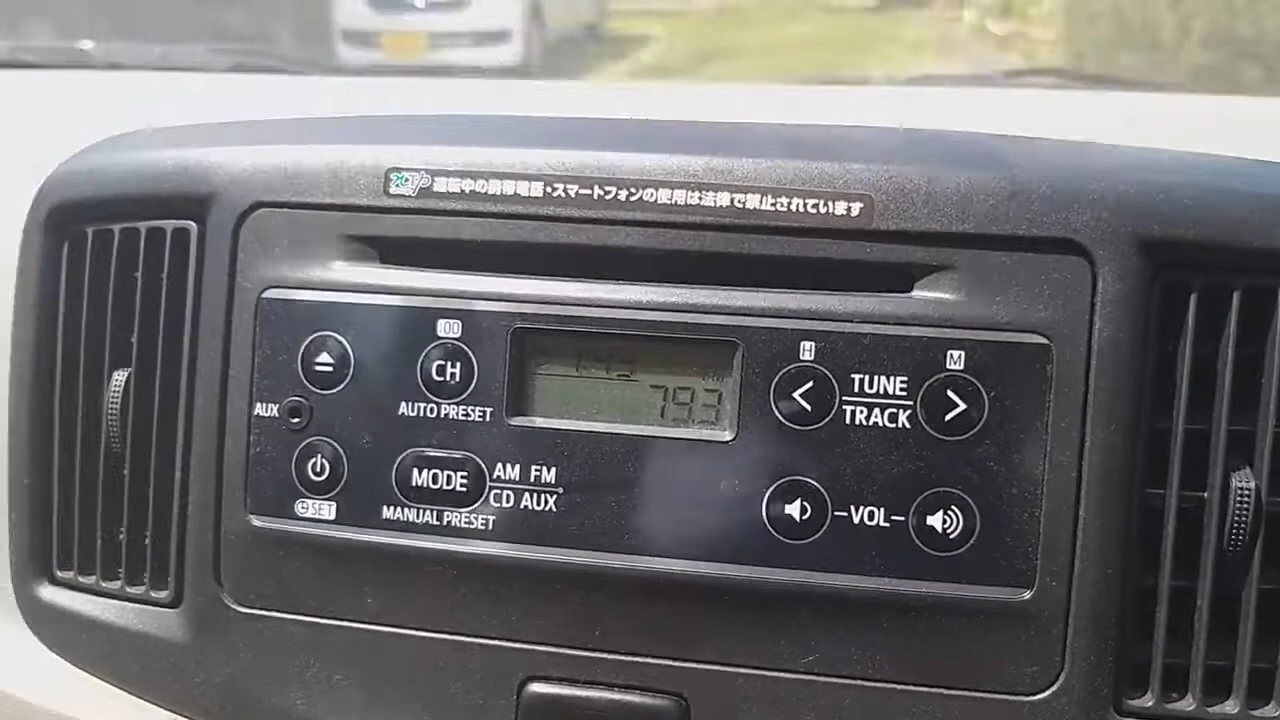 運転中の携帯電話・スマートフォンの使用は法律で禁止されています
:00
H
M
CH
AUTO PRESET
79.3
TUNE
TRACK
AUX
MODE
AM FM
CD AUX
SET
MANUAL PRESET
-VOL-